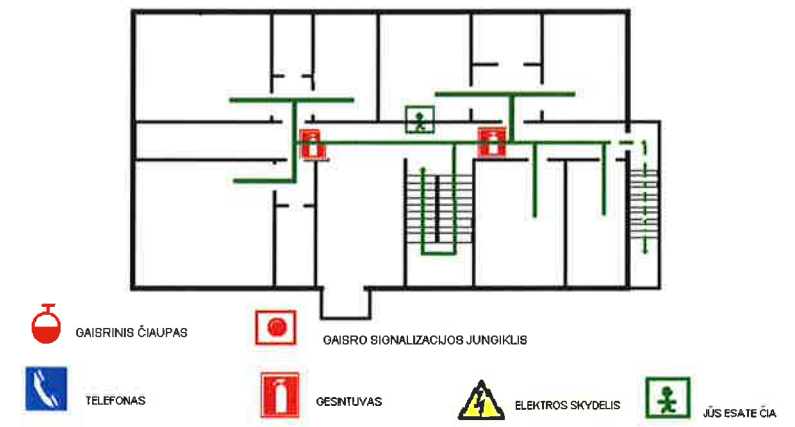 GAISRINIS ČIAUPAS
GAISRO SIGNALIZACIJOS JUNGIKLIS
TELEFONAS
GESINTUVAS
ELEKTROS SKYDELIS
JŪS ESATE ČIA